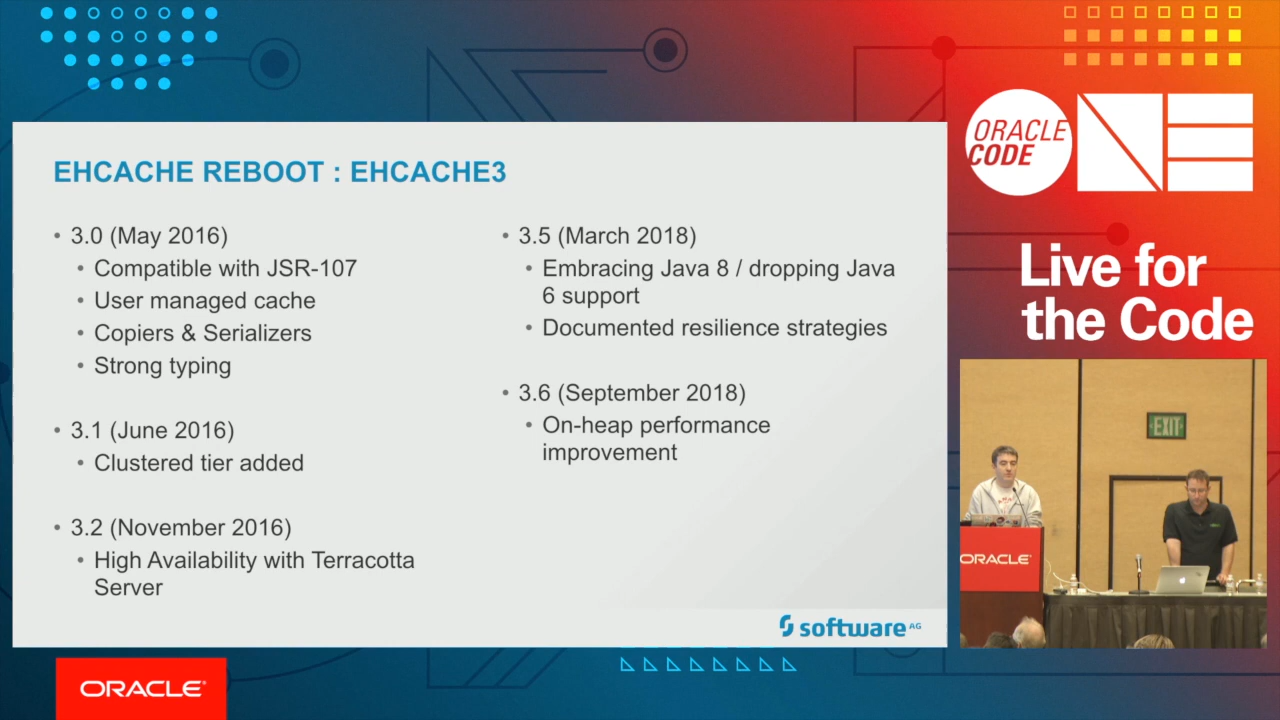 EHCACHE REBOOT : EHCACHE3
• 3.0 (May 2016)
• Compatible with JSR-107
• User managed cache
• Copiers & Serializers
• Strong typing
• 3.1 (June 2016)
• Clustered tier added
• 3.2 (November 2016)
• High Availability with Terracotta
Server
• 3.5 (March 2018)
• Embracing Java 8 / dropping Java
6 support
• Documented resilience strategies
• 3.6 (September 2018)
• On-heap performance
improvement
software AG
ORACLE
CODE
ONE
Live for
the Code
EXIT
ORACLE
ORACLE